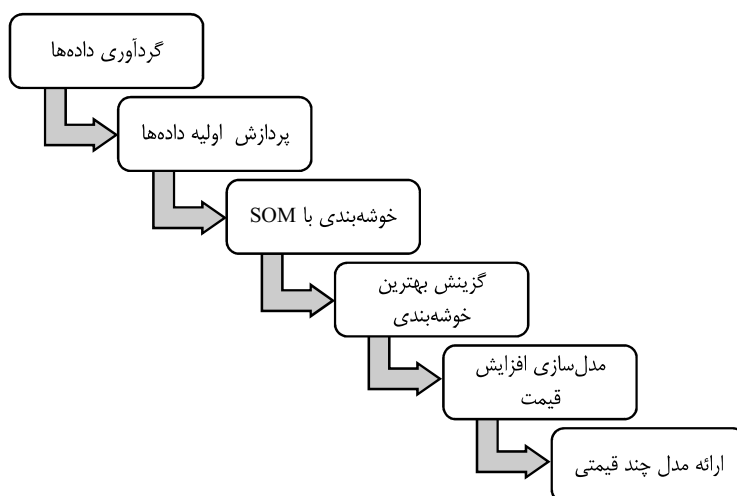 گردآوری داده‌ها
پردازش اولیه داده‌ها
خوشه‌بندی با SOM
گزینش بهترین
خوشه‌بندی
مدل‌سازی افزایش
قیمت
ارائه مدل چند قیمتی